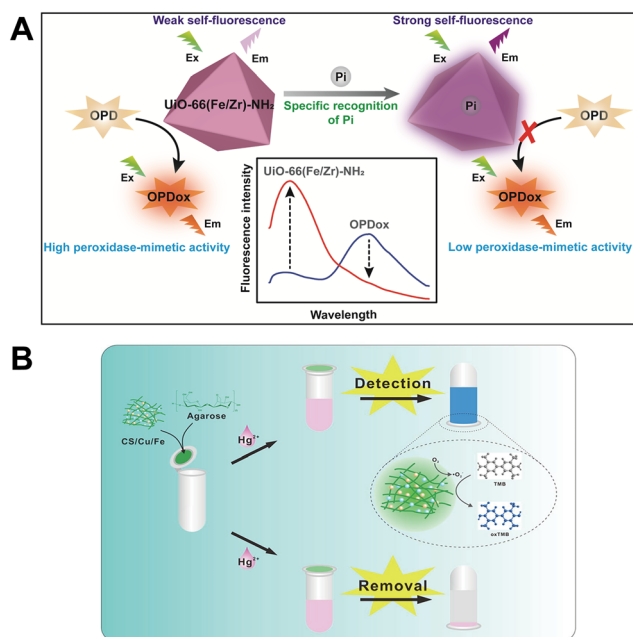 A
Weak self-fluorescence
Strong self-fluorescence
Ex
Em
Pi
Ex
Em
UiO-66(Fe/Zr)-NH₂
Specific recognition
of Pi
Pi
OPD
OPD
Ex
OPDox
Em
High peroxidase-mimetic activity
Fluorescence intensity
UiO-66(Fe/Zr)-NH₂
OPDox
Wavelength
Ex
OPDox
Em
Low peroxidase-mimetic activity
B
CS/Cu/Fe
Agarose
Hg²⁺
Detection
O₂
•O₂⁻
TMB
oxTMB
Hg²⁺
Removal